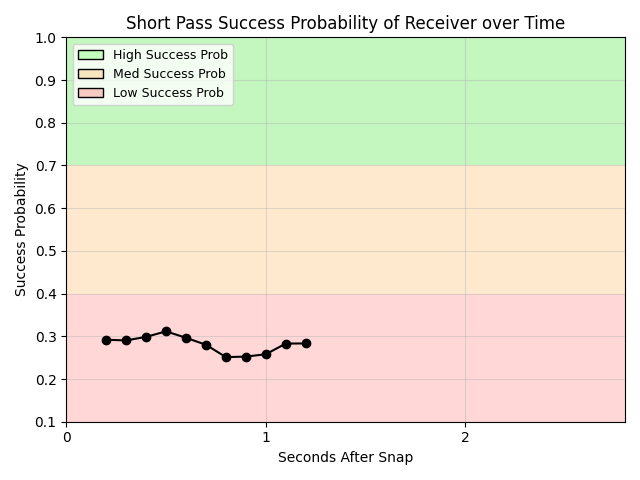 Short Pass Success Probability of Receiver over Time
High Success Prob
Med Success Prob
Low Success Prob
Success Probability
1.0
0.9
0.8
0.7
0.6
0.5
0.4
0.3
0.2
0.1
0
1
2
Seconds After Snap